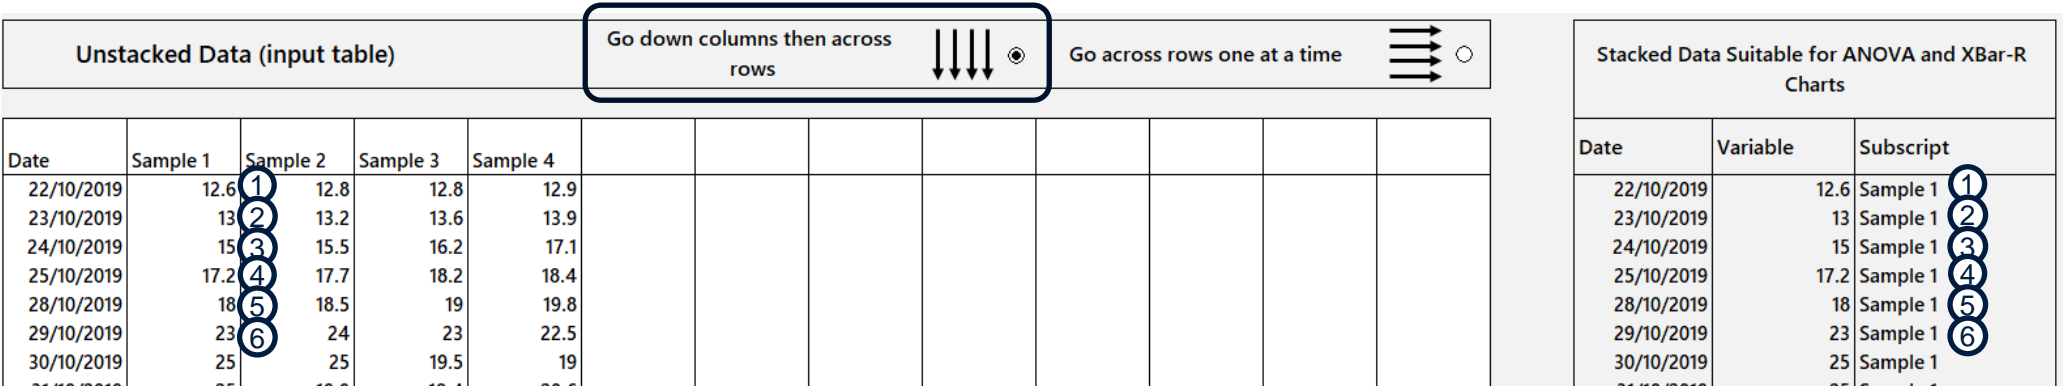 Unstacked Data (input table)
Go down columns then across
rows
Go across rows one at a time
Stacked Data Suitable for ANOVA and XBar-R
Charts
Date Sample 1 Sample 2 Sample 3 Sample 4
22/10/2019 12.6 1 12.8 12.8 12.9
23/10/2019 13 2 13.2 13.6 13.9
24/10/2019 15 3 15.5 16.2 17.1
25/10/2019 17.2 4 17.7 18.2 18.4
28/10/2019 18 5 18.5 19 19.8
29/10/2019 23 6 24 23 22.5
30/10/2019 25 25 19.5 19
Date Variable Subscript
22/10/2019 12.6 Sample 1 1
23/10/2019 13 Sample 1 2
24/10/2019 15 Sample 1 3
25/10/2019 17.2 Sample 1 4
28/10/2019 18 Sample 1 5
29/10/2019 23 Sample 1 6
30/10/2019 25 Sample 1